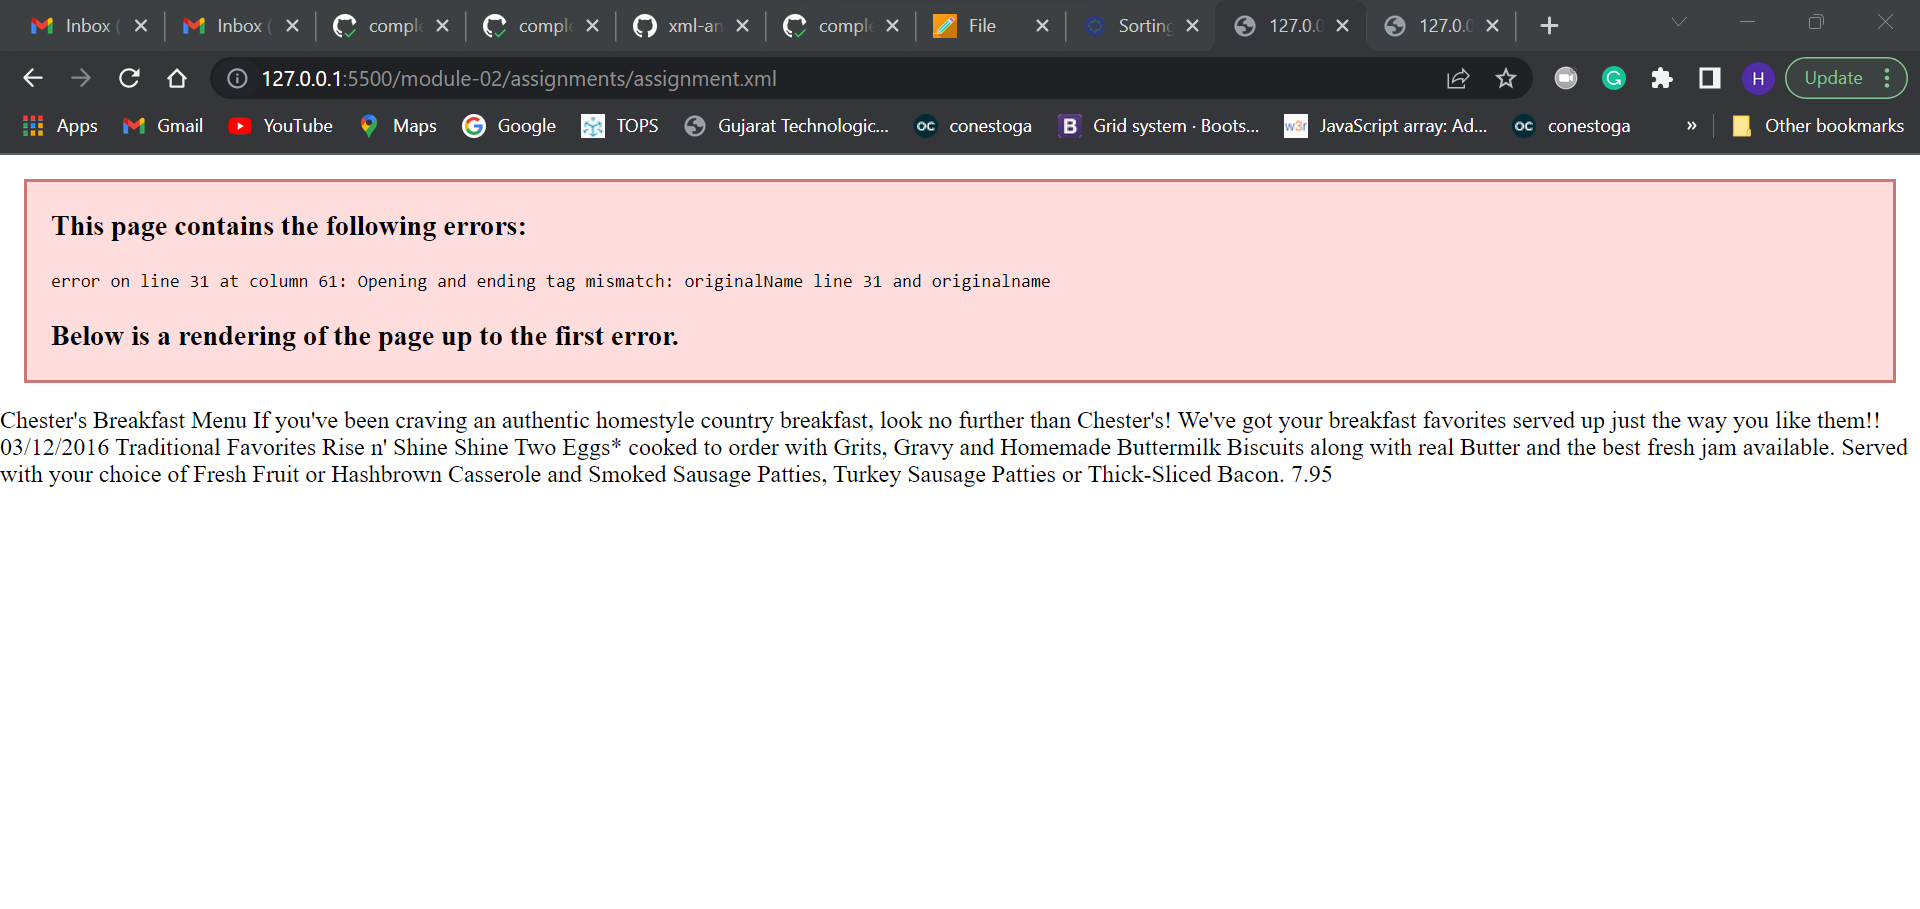 Inbox (
Inbox (
comple
comple
xml-an
comple
File
Sorting
127.0.0
127.0.0
127.0.0.1:5500/module-02/assignments/assignment.xml
G
H
Update
Apps
Gmail
YouTube
Maps
Google
TOPS
Gujarat Technologic...
oc conestoga
B Grid system · Boots...
w3r JavaScript array: Ad...
oc conestoga
»
Other bookmarks
This page contains the following errors:
error on line 31 at column 61: Opening and ending tag mismatch: originalName line 31 and originalname
Below is a rendering of the page up to the first error.
Chester's Breakfast Menu If you've been craving an authentic homestyle country breakfast, look no further than Chester's! We've got your breakfast favorites served up just the way you like them!!
03/12/2016 Traditional Favorites Rise n' Shine Shine Two Eggs* cooked to order with Grits, Gravy and Homemade Buttermilk Biscuits along with real Butter and the best fresh jam available. Served
with your choice of Fresh Fruit or Hashbrown Casserole and Smoked Sausage Patties, Turkey Sausage Patties or Thick-Sliced Bacon. 7.95